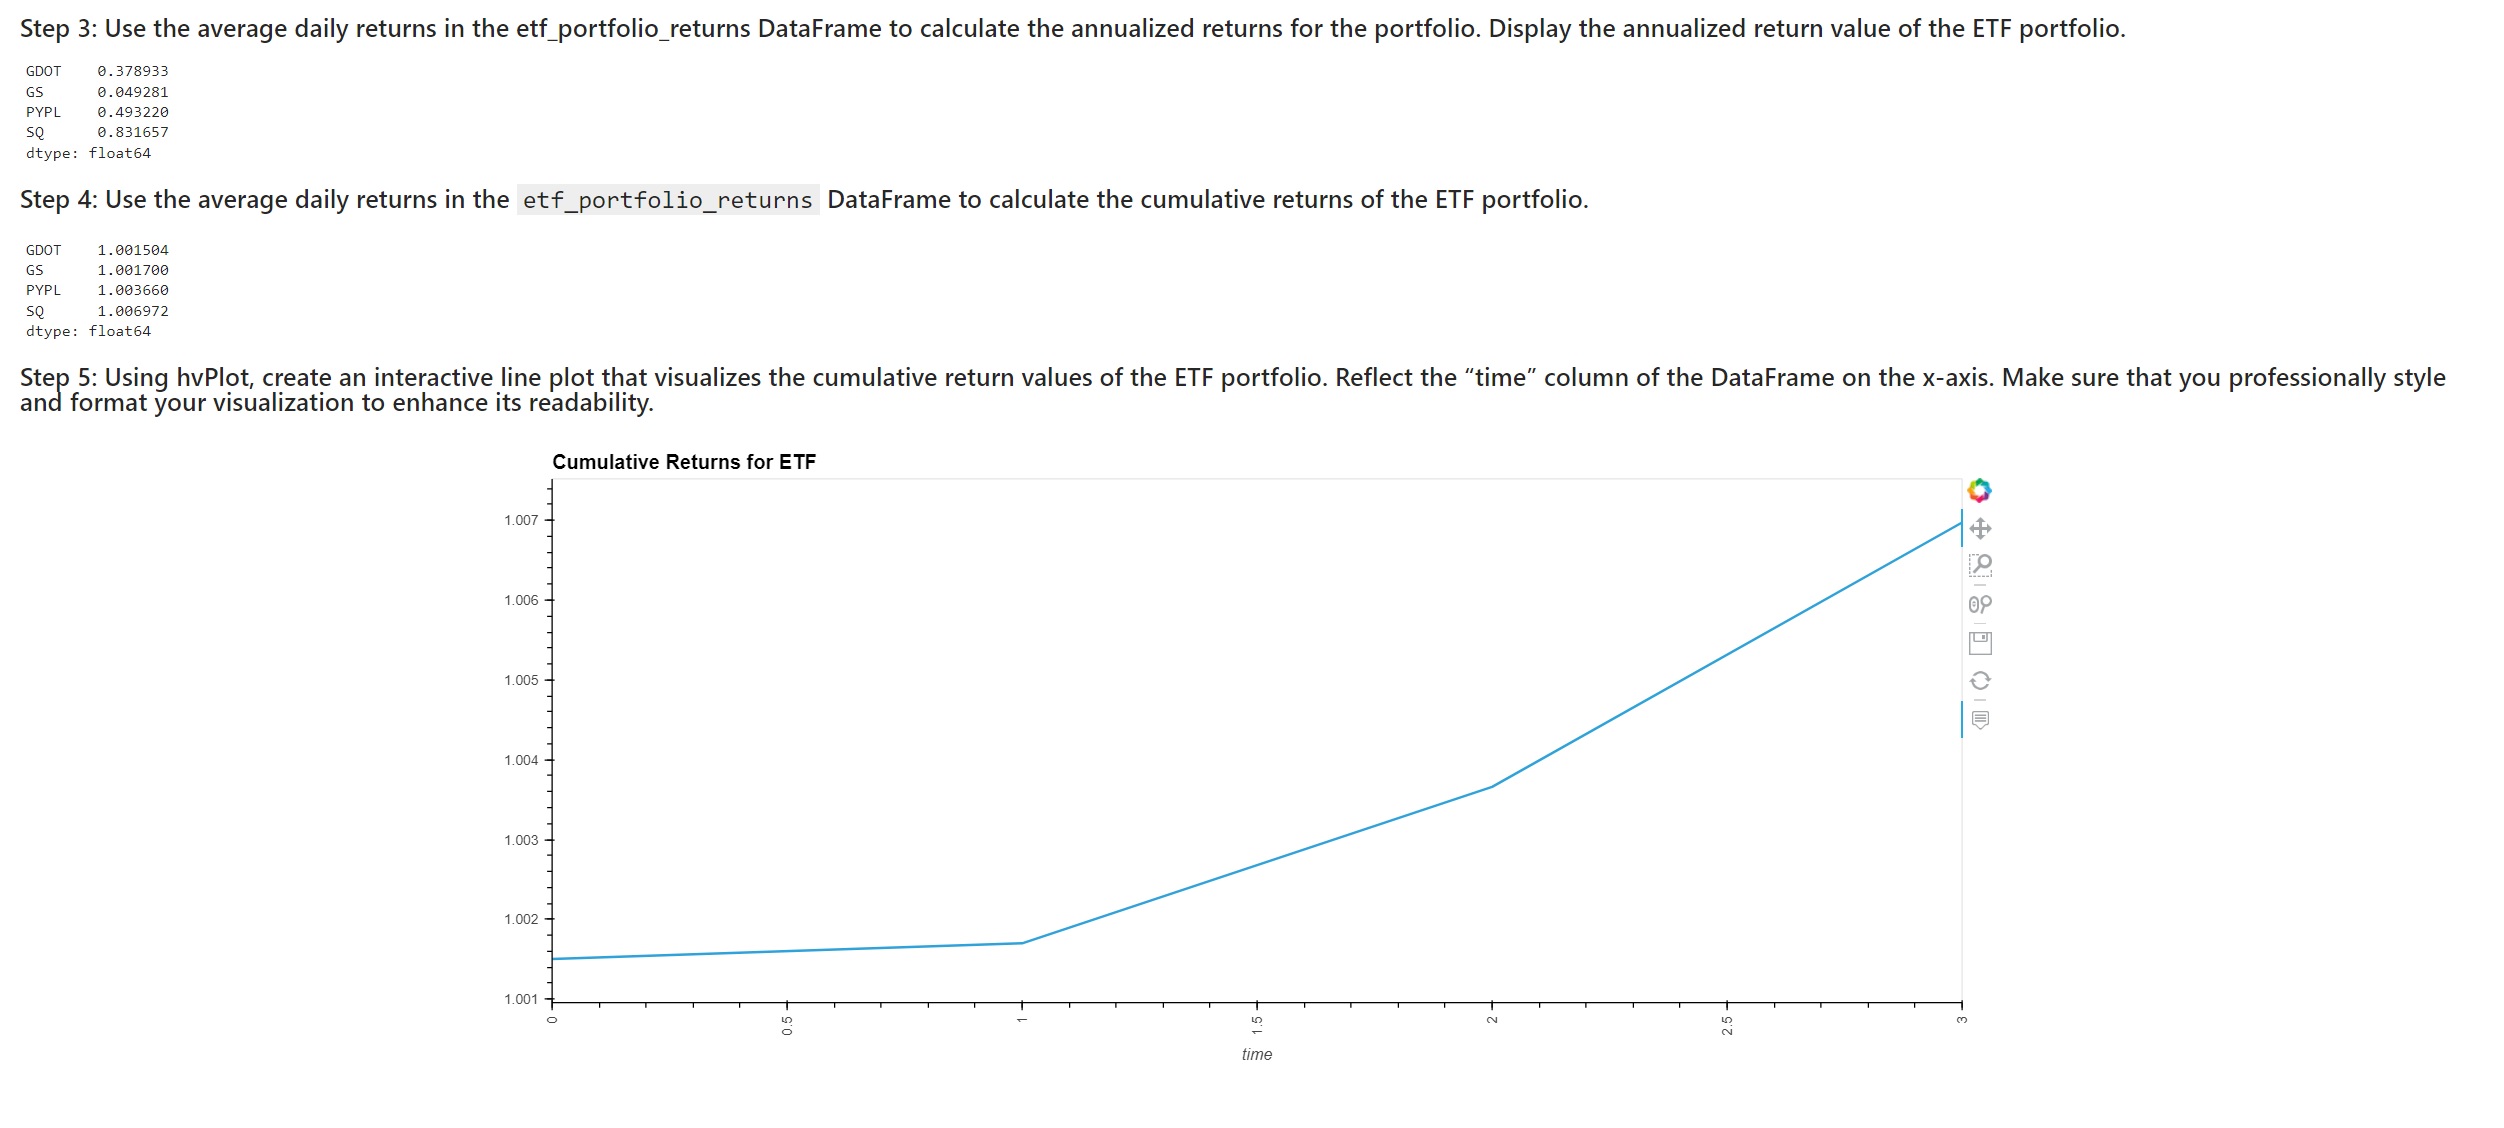 Step 3: Use the average daily returns in the etf_portfolio_returns DataFrame to calculate the annualized returns for the portfolio. Display the annualized return value of the ETF portfolio.
GDOT 0.378933
GS 0.049281
PYPL 0.493220
SQ 0.831657
dtype: float64
Step 4: Use the average daily returns in the etf_portfolio_returns DataFrame to calculate the cumulative returns of the ETF portfolio.
GDOT 1.001504
GS 1.001700
PYPL 1.003660
SQ 1.006972
dtype: float64
Step 5: Using hvPlot, create an interactive line plot that visualizes the cumulative return values of the ETF portfolio. Reflect the “time” column of the DataFrame on the x-axis. Make sure that you professionally style
and format your visualization to enhance its readability.
Cumulative Returns for ETF
1.007
1.006
1.005
1.004
1.003
1.002
1.001
0 0.5 1 1.5 2 2.5 3
time